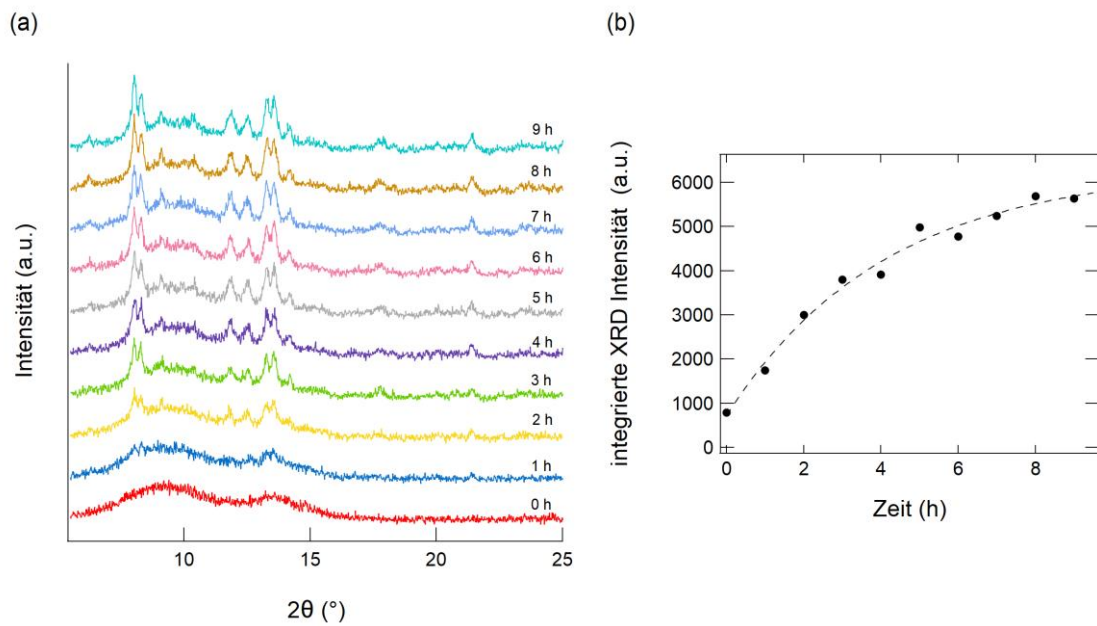 (a)
Intensität (a.u.)
9 h
8 h
7 h
6 h
5 h
4 h
3 h
2 h
1 h
0 h
10
15
20
25
2θ (°)
(b)
integrierte XRD Intensität (a.u.)
6000
5000
4000
3000
2000
1000
0
0
2
4
6
8
Zeit (h)